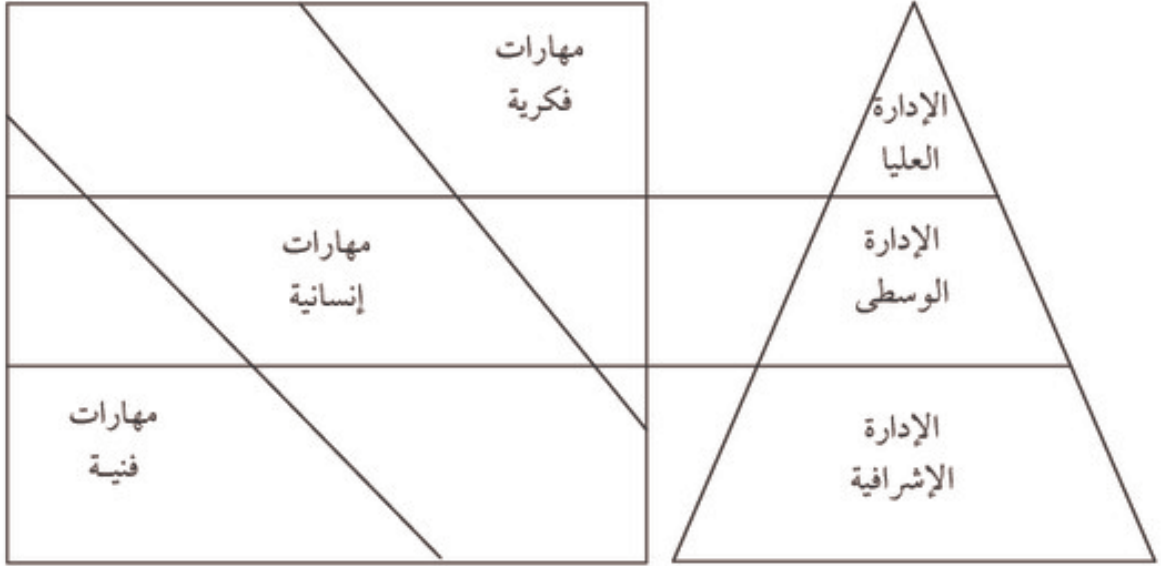 مهارات
فكرية
الإدارة
العليا
مهارات
إنسانية
الإدارة
الوسطى
مهارات
فنيـة
الإدارة
الإشرافية